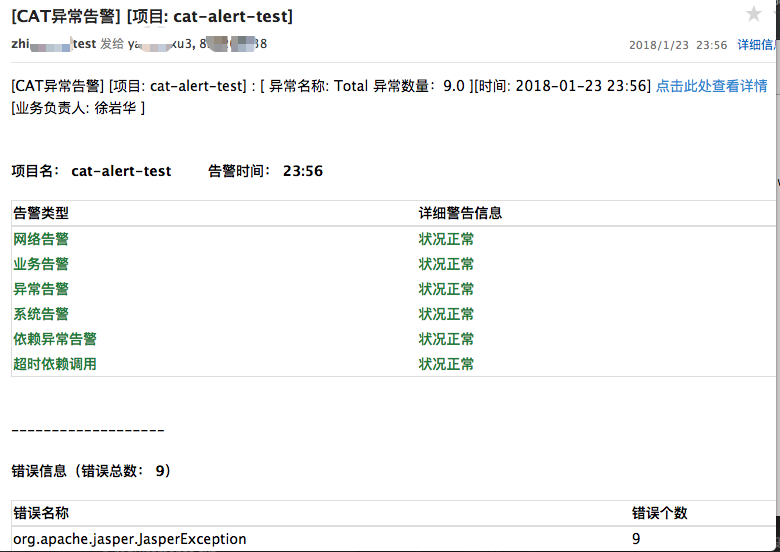 [CAT异常告警] [项目: cat-alert-test]
test 发给 xu3, 8
2018/1/23 23:56 详细信息
[CAT异常告警] [项目: cat-alert-test] : [ 异常名称: Total 异常数量：9.0 ][时间: 2018-01-23 23:56] 点击此处查看详情
[业务负责人: 徐岩华 ]
项目名： cat-alert-test 告警时间： 23:56
告警类型 详细警告信息
网络告警 状况正常
业务告警 状况正常
异常告警 状况正常
系统告警 状况正常
依赖异常告警 状况正常
超时依赖调用 状况正常
-------------------
错误信息（错误总数： 9）
错误名称 错误个数
org.apache.jasper.JasperException 9